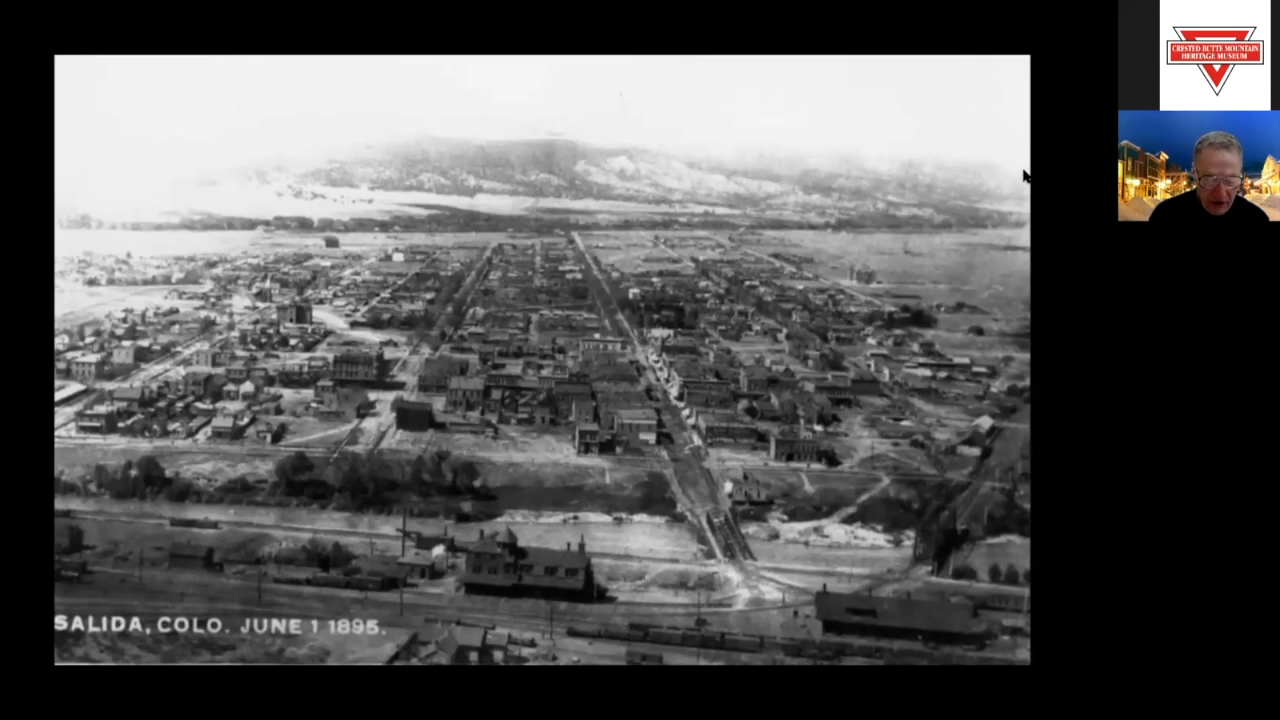 CRESTED BUTTE MOUNTAIN
HERITAGE MUSEUM
SALIDA, COLO. JUNE 1 1895.